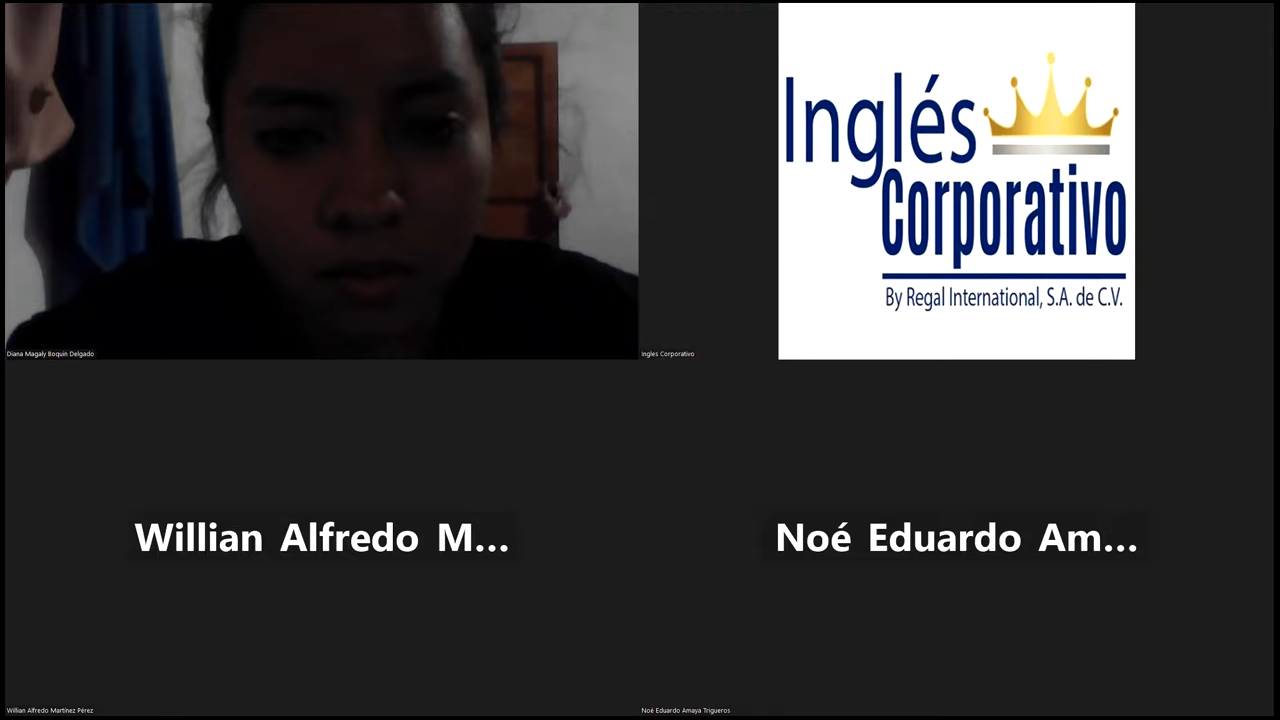 Inglés
Corporativo
By Regal International, S.A. de C.V.
Diana Magaly Boquin Delgado
Ingles Corporativo
Willian Alfredo M...
Noé Eduardo Am...
Willian Alfredo Martínez Pérez
Noé Eduardo Amaya Trigueros